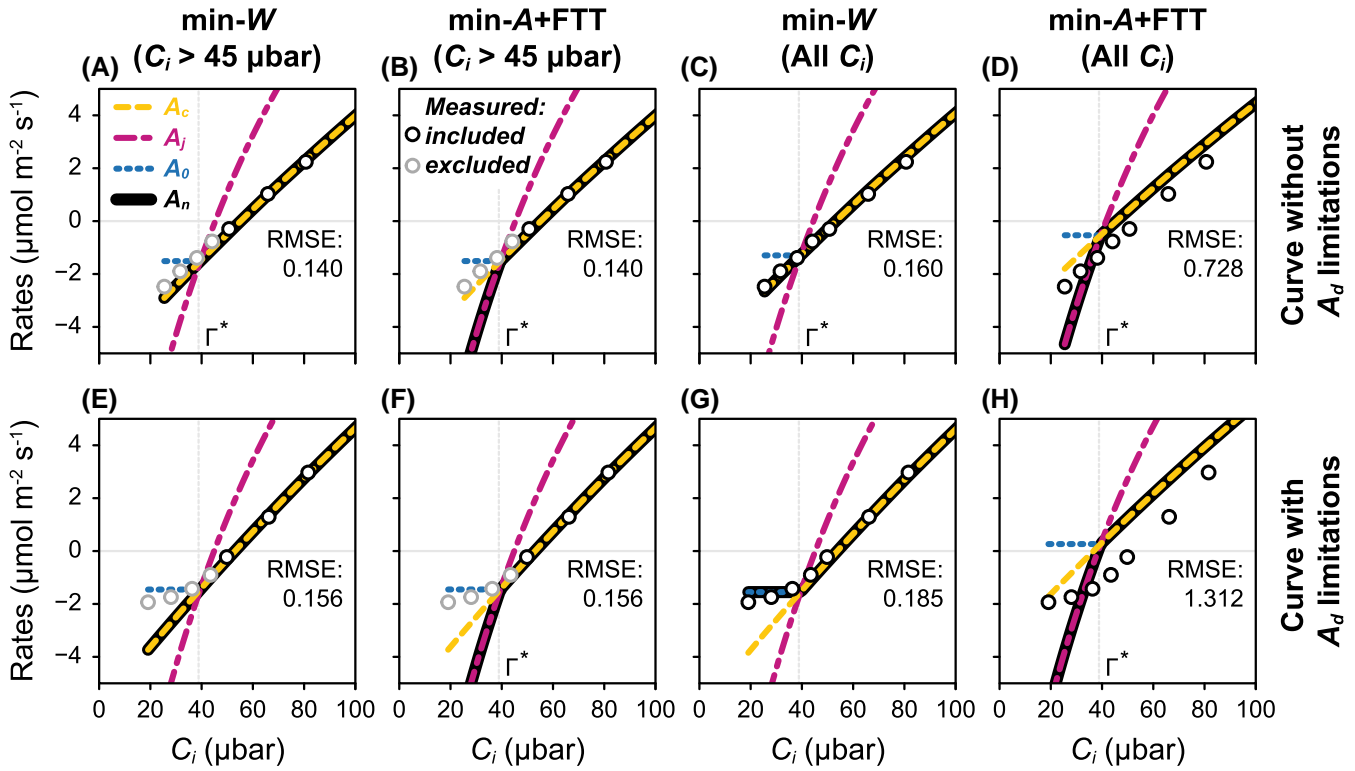 min-W
(Ci > 45 µbar)
min-A+FTT
(Ci > 45 µbar)
min-W
(All Ci)
min-A+FTT
(All Ci)
(A)
(B)
(C)
(D)
Rates (µmol m⁻² s⁻¹)
4
2
0
−2
−4
Ac
Aj
A0
An
RMSE:
0.140
Γ*
Measured:
included
excluded
RMSE:
0.140
Γ*
RMSE:
0.160
Γ*
RMSE:
0.728
Γ*
Curve without
Ad limitations
(E)
(F)
(G)
(H)
Rates (µmol m⁻² s⁻¹)
4
2
0
−2
−4
RMSE:
0.156
RMSE:
0.156
Γ*
RMSE:
0.185
RMSE:
1.312
Γ*
Curve with
Ad limitations
0 20 40 60 80 100
0 20 40 60 80 100
0 20 40 60 80 100
0 20 40 60 80 100
Ci (µbar)
Ci (µbar)
Ci (µbar)
Ci (µbar)